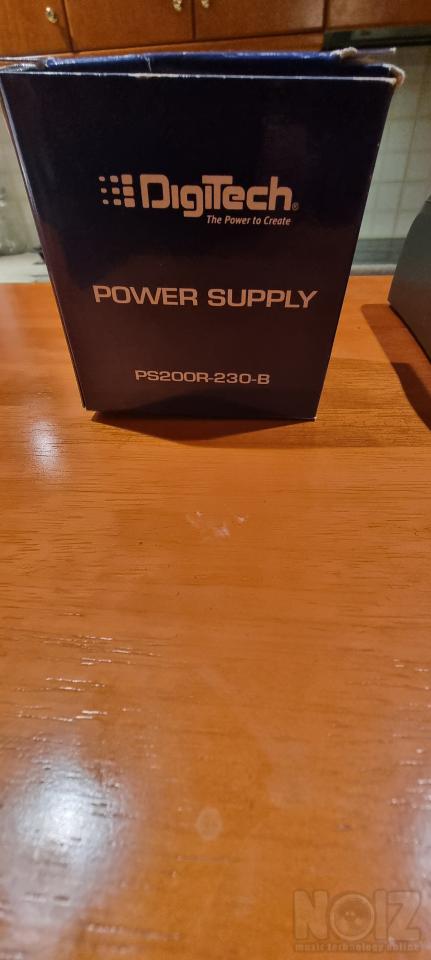 DigiTech®
The Power to Create
POWER SUPPLY
PS200R-230-B
NOIZ
music technology online